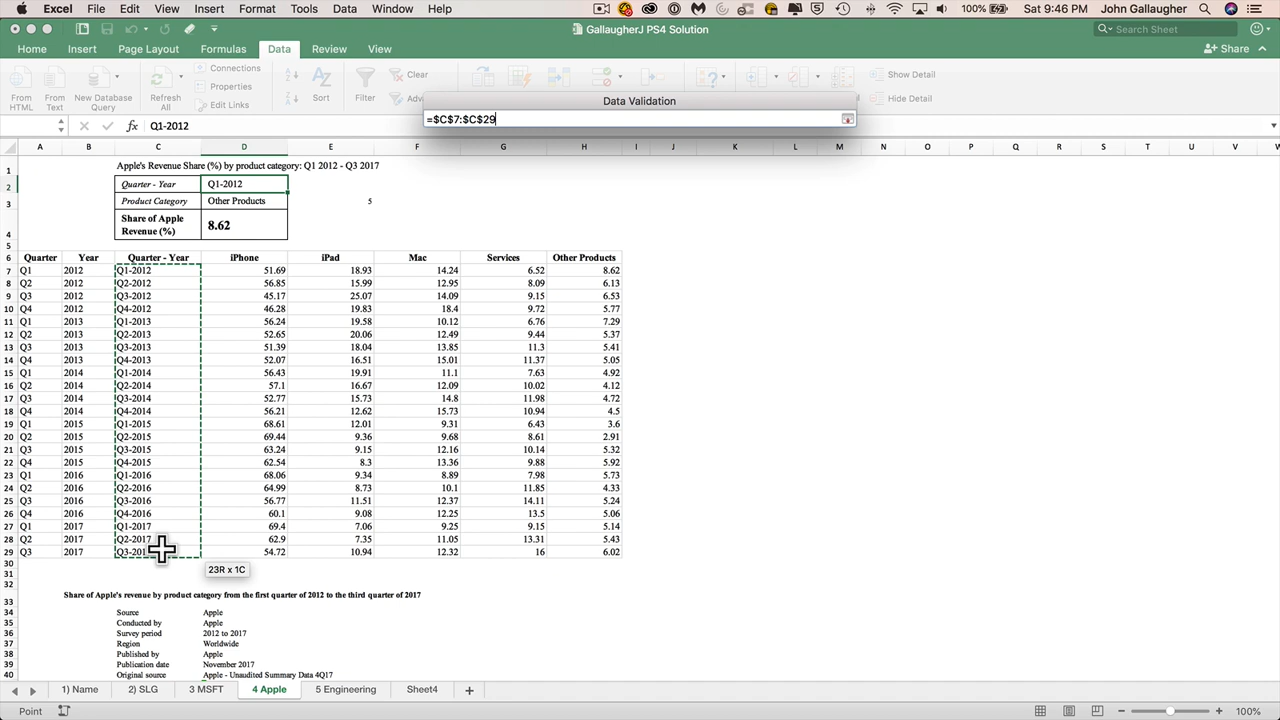 Excel File Edit View Insert Format Tools Data Window Help 100% Sat 9:46 PM John Gallaugher
GallaugherJ PS4 Solution Search Sheet
Home Insert Page Layout Formulas Data Review View Share
From HTML From Text New Database Query Refresh All Connections Properties Edit Links Sort Filter Clear Show Detail Hide Detail
Data Validation
=$C$7:$C$29
fx Q1-2012
A B C D E F G H I J K L M N O P Q R S T U V
1 Apple's Revenue Share (%) by product category: Q1 2012 - Q3 2017
2 Quarter - Year Q1-2012
3 Product Category Other Products 5
4 Share of Apple Revenue (%) 8.62
5
6 Quarter Year Quarter - Year iPhone iPad Mac Services Other Products
7 Q1 2012 Q1-2012 51.69 18.93 14.24 6.52 8.62
8 Q2 2012 Q2-2012 56.85 15.99 12.95 8.09 6.13
9 Q3 2012 Q3-2012 45.17 25.07 14.09 9.15 6.53
10 Q4 2012 Q4-2012 46.28 19.83 18.4 9.72 5.77
11 Q1 2013 Q1-2013 56.24 19.58 10.12 6.76 7.29
12 Q2 2013 Q2-2013 52.65 20.06 12.49 9.44 5.37
13 Q3 2013 Q3-2013 51.39 18.04 13.85 11.3 5.41
14 Q4 2013 Q4-2013 52.07 16.51 15.01 11.37 5.05
15 Q1 2014 Q1-2014 56.43 19.91 11.1 7.63 4.92
16 Q2 2014 Q2-2014 57.1 16.67 12.09 10.02 4.12
17 Q3 2014 Q3-2014 52.77 15.73 14.8 11.98 4.72
18 Q4 2014 Q4-2014 56.21 12.62 15.73 10.94 4.5
19 Q1 2015 Q1-2015 68.61 12.01 9.31 6.43 3.6
20 Q2 2015 Q2-2015 69.44 9.36 9.68 8.61 2.91
21 Q3 2015 Q3-2015 63.24 9.15 12.16 10.14 5.32
22 Q4 2015 Q4-2015 62.54 8.3 13.36 9.88 5.92
23 Q1 2016 Q1-2016 68.06 9.34 8.89 7.98 5.73
24 Q2 2016 Q2-2016 64.99 8.73 10.1 11.85 4.33
25 Q3 2016 Q3-2016 56.77 11.51 12.37 14.11 5.24
26 Q4 2016 Q4-2016 60.1 9.08 12.25 13.5 5.06
27 Q1 2017 Q1-2017 69.4 7.06 9.25 9.15 5.14
28 Q2 2017 Q2-2017 62.9 7.35 11.05 13.31 5.43
29 Q3 2017 Q3-201 54.72 10.94 12.32 16 6.02
30 23R x 1C
31
32
33 Share of Apple's revenue by product category from the first quarter of 2012 to the third quarter of 2017
34 Source Apple
35 Conducted by Apple
36 Survey period 2012 to 2017
37 Region Worldwide
38 Published by Apple
39 Publication date November 2017
40 Original source Apple - Unaudited Summary Data 4Q17
1) Name 2) SLG 3 MSFT 4 Apple 5 Engineering Sheet4
Point 100%